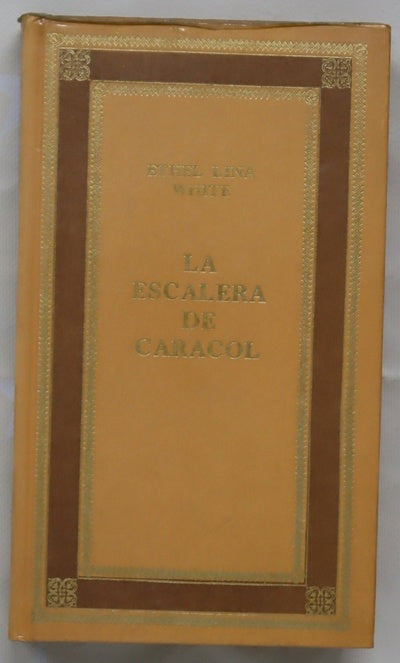 ETHEL LINA
WHITE
LA
ESCALERA
DE
CARACOL